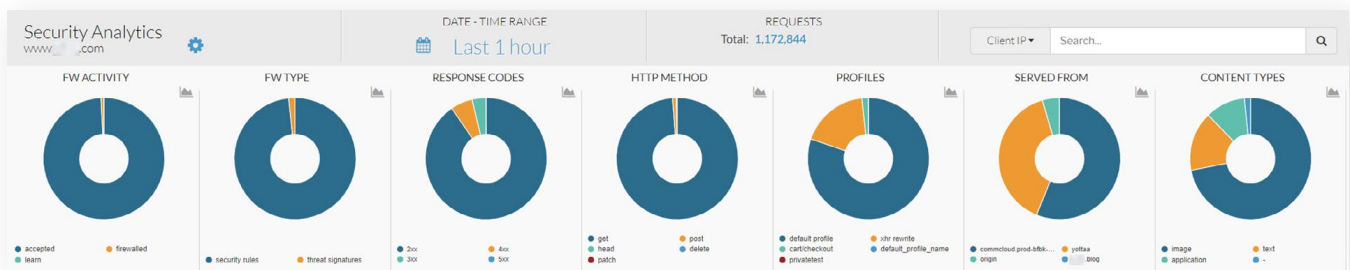 Security Analytics
www. .com
DATE - TIME RANGE
Last 1 hour
REQUESTS
Total: 1,172,844
Client IP
Search...
FW ACTIVITY
accepted firewalled
learn
FW TYPE
security rules threat signatures
RESPONSE CODES
2xx 4xx
3xx 5xx
HTTP METHOD
get post
head delete
patch
PROFILES
default profile xhr rewrite
cart/checkout default_profile_name
privatetest
SERVED FROM
commcloud.prod-bfbk-... yottaa
origin .blog
CONTENT TYPES
image text
application -